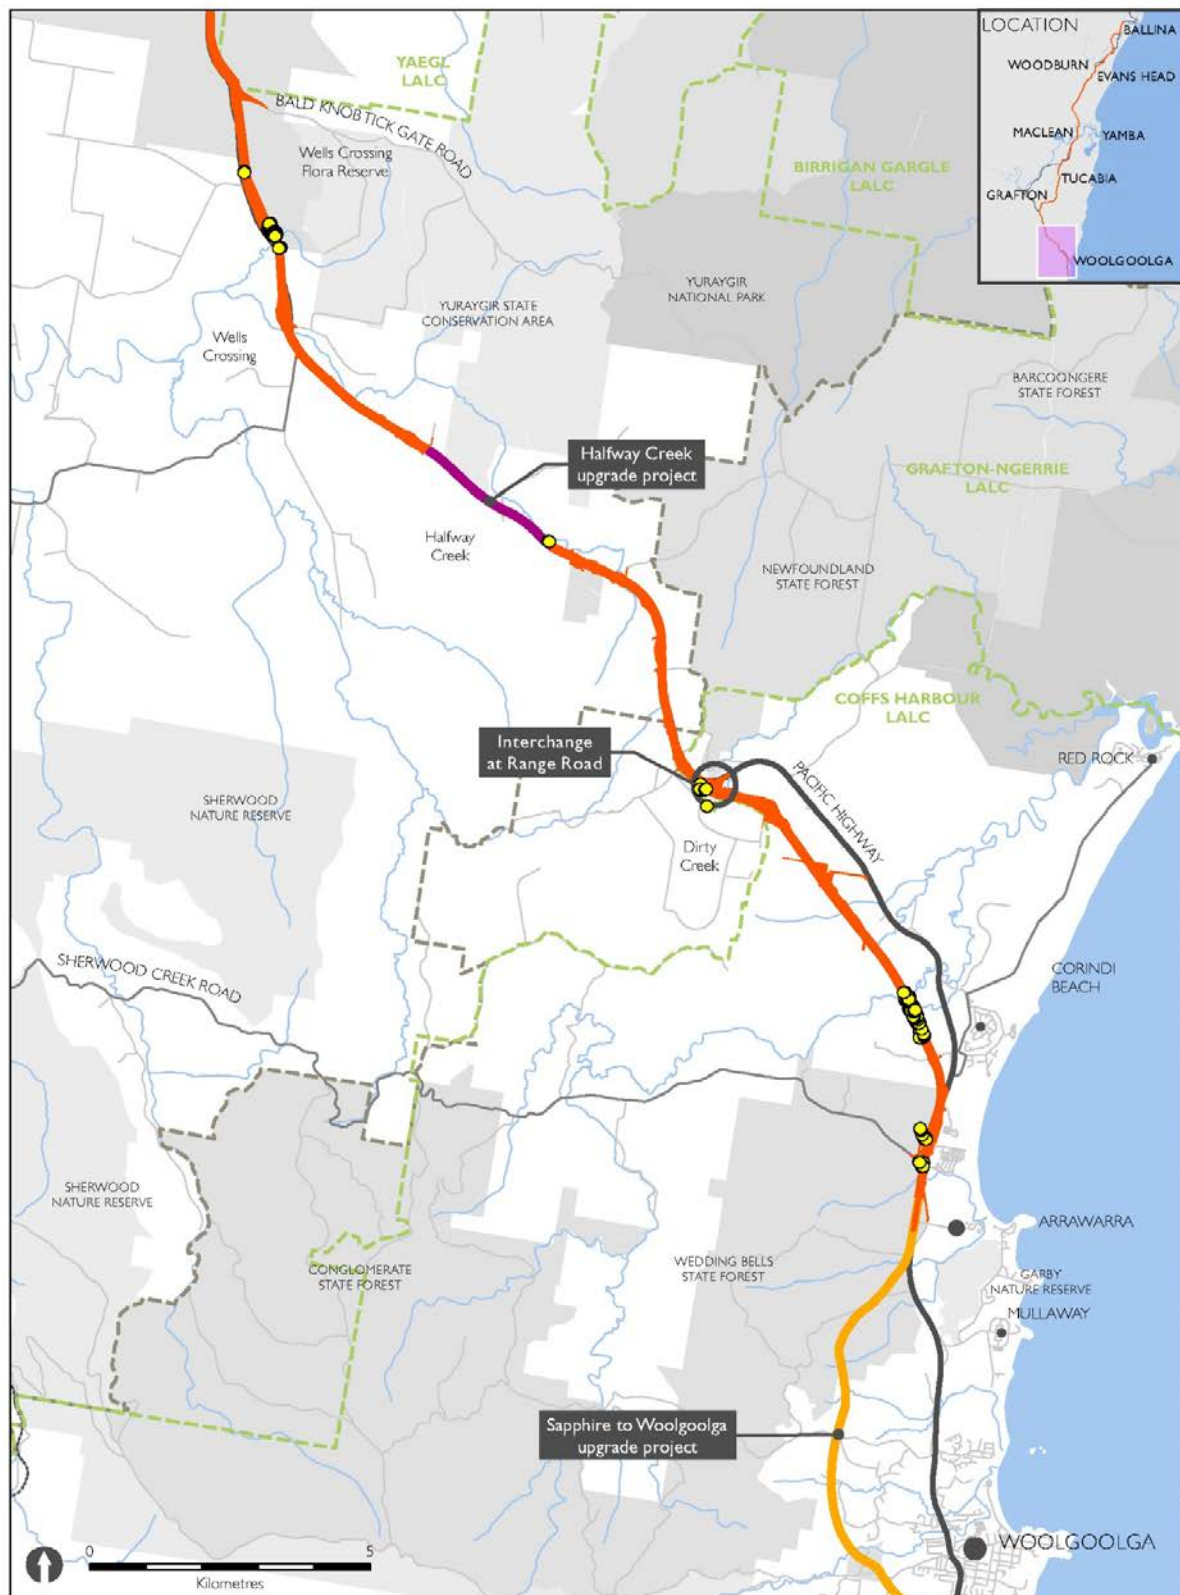 LOCATION
BALLINA
WOODBURN
EVANS HEAD
MACLEAN
YAMBA
TUCABIA
GRAFTON
WOOLGOOLGA
YAEGL
LALC
BALD KNOB TICK GATE ROAD
Wells Crossing
Flora Reserve
BIRRIGAN GARGLE
LALC
YURAYGIR
NATIONAL PARK
YURAYGIR STATE
CONSERVATION AREA
Wells
Crossing
BARCOONGERE
STATE FOREST
Halfway Creek
upgrade project
GRAFTON-NGERRIE
LALC
Halfway
Creek
NEWFOUNDLAND
STATE FOREST
COFFS HARBOUR
LALC
Interchange
at Range Road
RED ROCK
PACIFIC HIGHWAY
SHERWOOD
NATURE RESERVE
Dirty
Creek
SHERWOOD CREEK ROAD
CORINDI
BEACH
SHERWOOD
NATURE RESERVE
ARRAWARRA
CONGLOMERATE
STATE FOREST
WEDDING BELLS
STATE FOREST
GARBY
NATURE RESERVE
MULLAWAY
Sapphire to Woolgoolga
upgrade project
WOOLGOOLGA
0 5
Kilometres